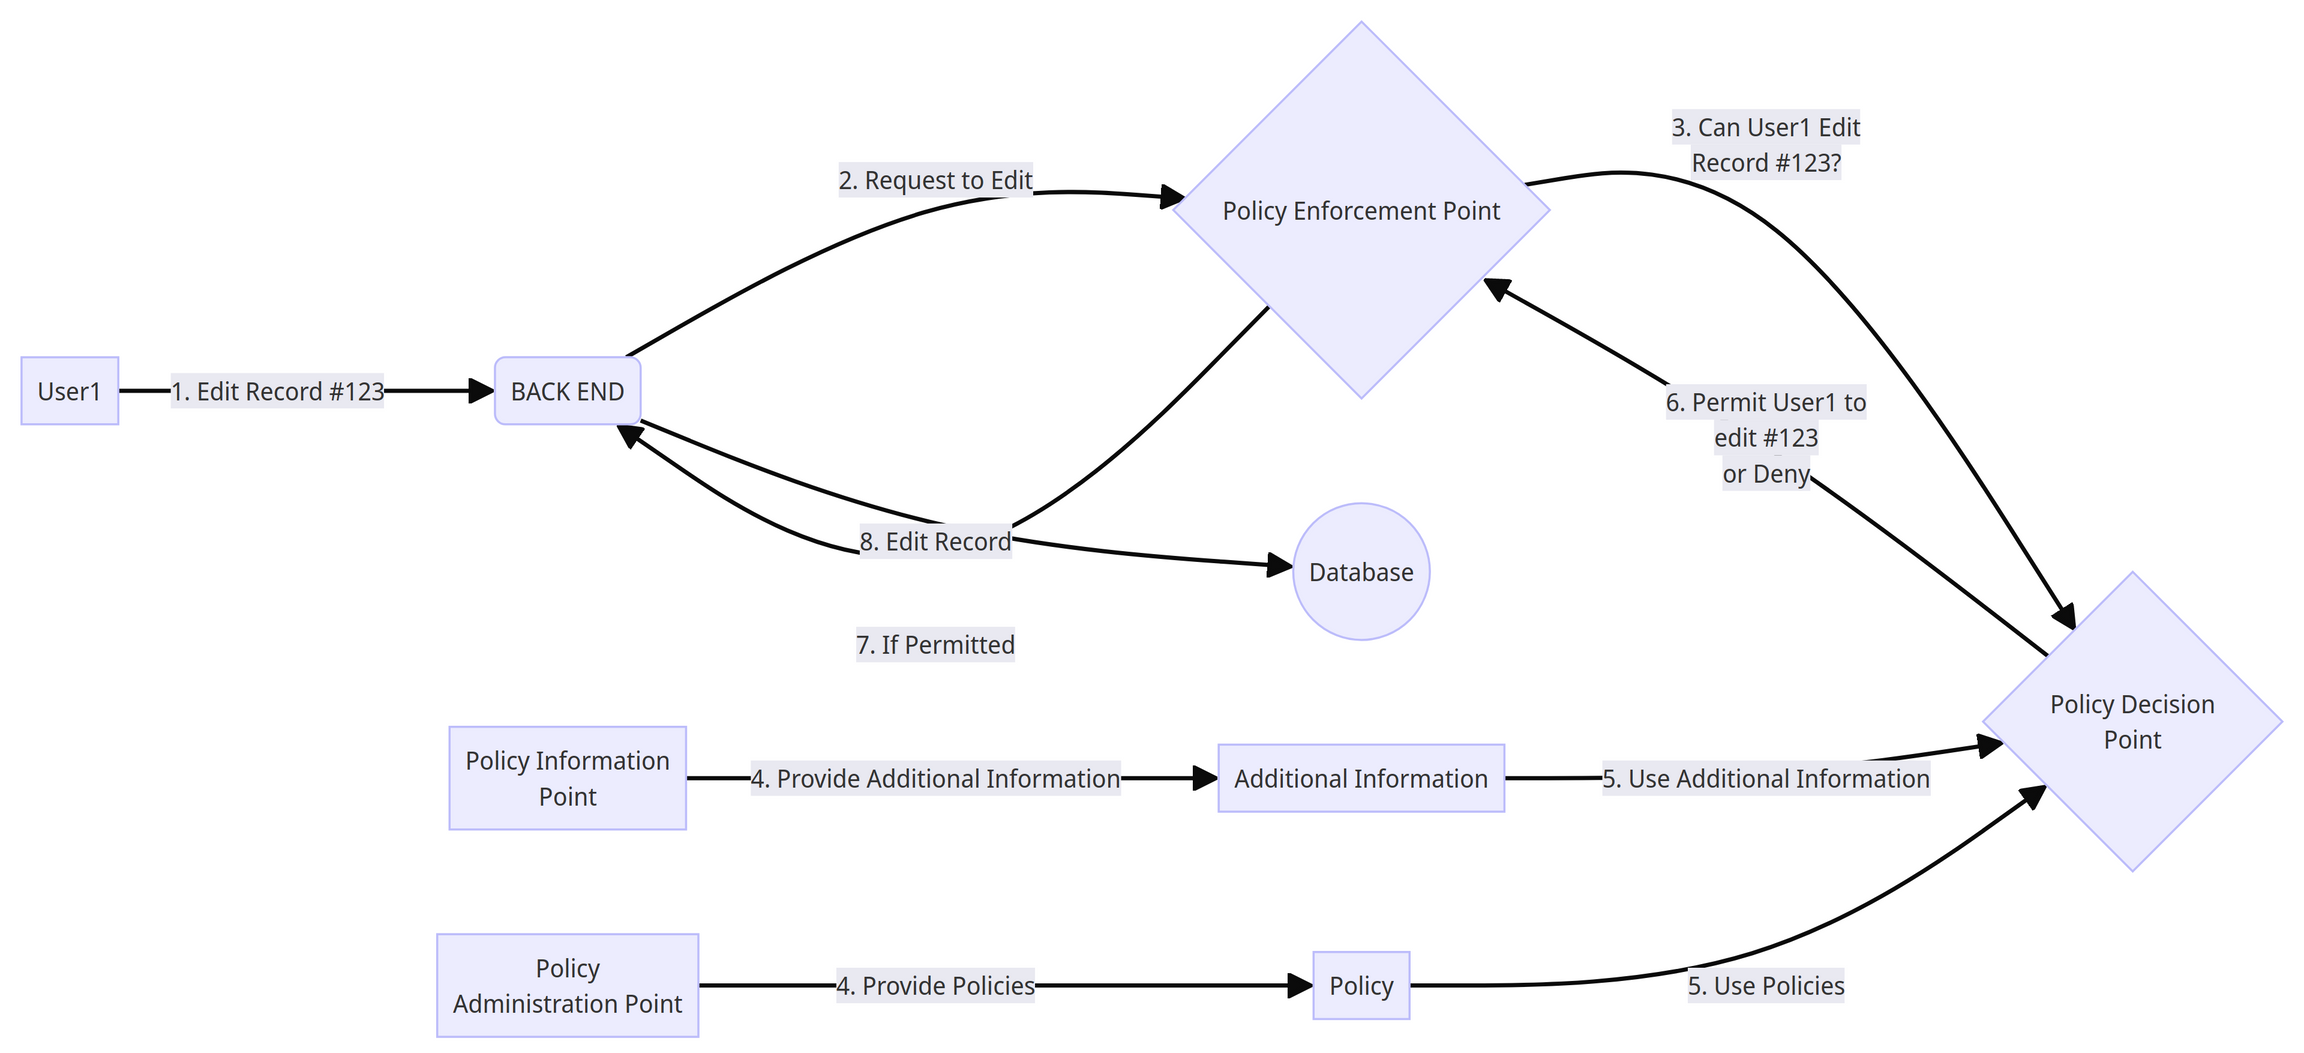 3. Can User1 Edit
Record #123?
2. Request to Edit
Policy Enforcement Point
User1
1. Edit Record #123
BACK END
6. Permit User1 to
edit #123
or Deny
8. Edit Record
Database
7. If Permitted
Policy Decision
Point
Policy Information
Point
4. Provide Additional Information
Additional Information
5. Use Additional Information
Policy
Administration Point
4. Provide Policies
Policy
5. Use Policies